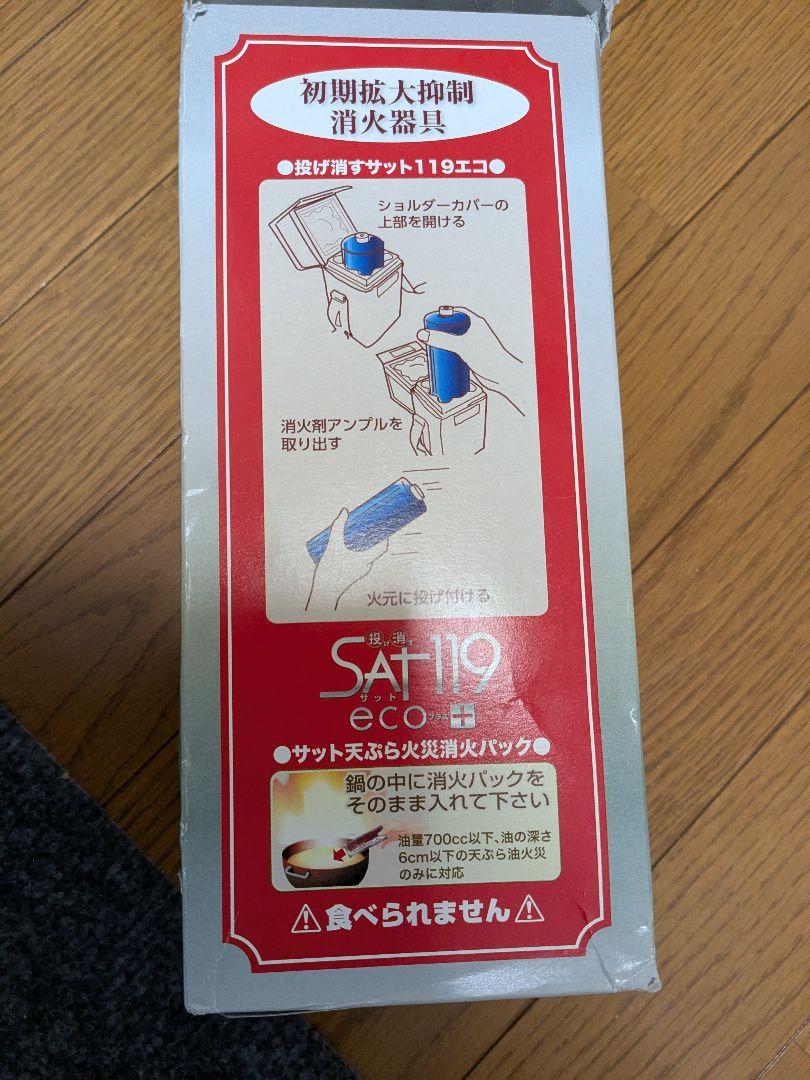 初期拡大抑制
消火器具
●投げ消すサット119エコ●
ショルダーカバーの
上部を開ける
消火剤アンプルを
取り出す
火元に投げ付ける
投げ消す
SAT119
サット
ecoプラス
●サット天ぷら火災消火パック●
鍋の中に消火パックを
そのまま入れて下さい
油量700cc以下、油の深さ
6cm以下の天ぷら油火災
のみに対応
⚠食べられません⚠